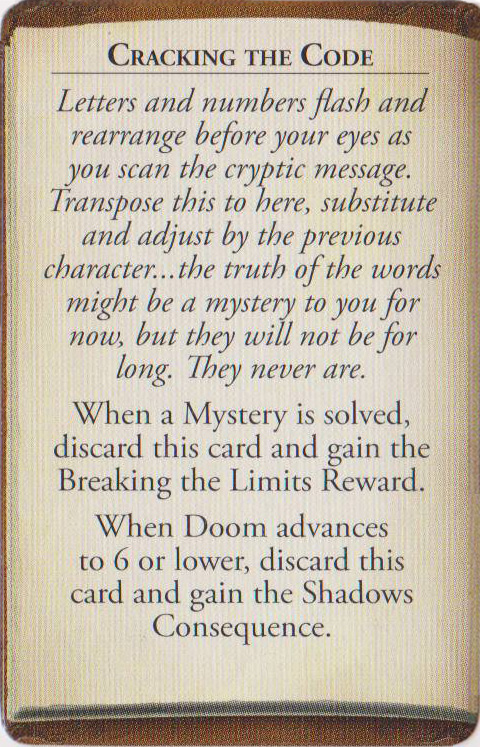 Cracking the Code
Letters and numbers flash and
rearrange before your eyes as
you scan the cryptic message.
Transpose this to here, substitute
and adjust by the previous
character...the truth of the words
might be a mystery to you for
now, but they will not be for
long. They never are.
When a Mystery is solved,
discard this card and gain the
Breaking the Limits Reward.
When Doom advances
to 6 or lower, discard this
card and gain the Shadows
Consequence.